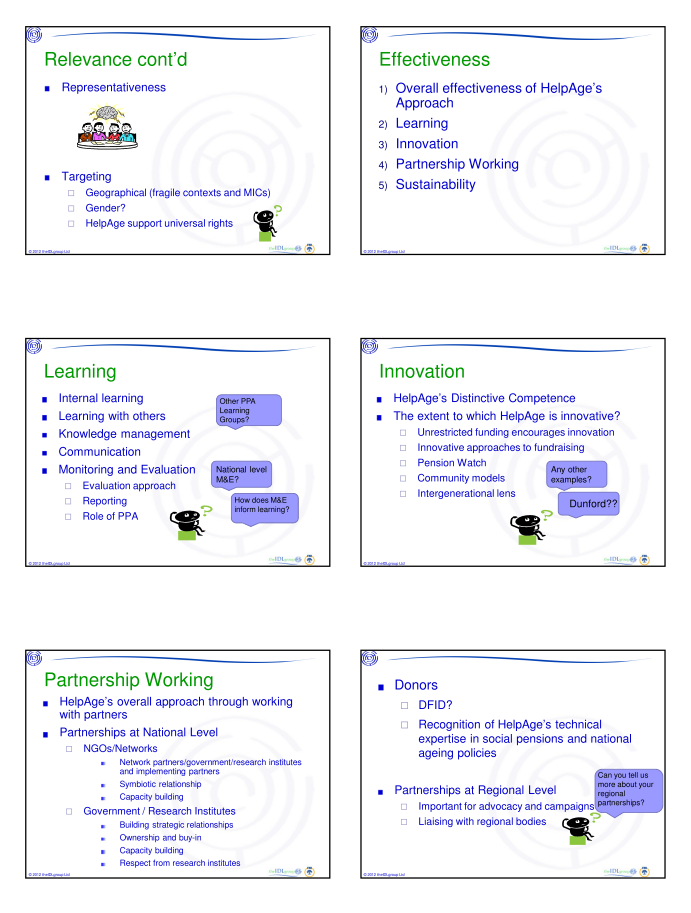 Relevance cont'd
Representativeness
Targeting
Geographical (fragile contexts and MICs)
Gender?
HelpAge support universal rights
© 2012 theIDLgroup Ltd
Effectiveness
1) Overall effectiveness of HelpAge's
Approach
2) Learning
3) Innovation
4) Partnership Working
5) Sustainability
© 2012 theIDLgroup Ltd
Learning
Internal learning
Learning with others
Knowledge management
Communication
Monitoring and Evaluation
Evaluation approach
Reporting
Role of PPA
Other PPA
Learning
Groups?
National level
M&E?
How does M&E
inform learning?
© 2012 theIDLgroup Ltd
Innovation
HelpAge's Distinctive Competence
The extent to which HelpAge is innovative?
Unrestricted funding encourages innovation
Innovative approaches to fundraising
Pension Watch
Community models
Intergenerational lens
Any other
examples?
Dunford??
© 2012 theIDLgroup Ltd
Partnership Working
HelpAge's overall approach through working
with partners
Partnerships at National Level
NGOs/Networks
Network partners/government/research institutes
and implementing partners
Symbiotic relationship
Capacity building
Government / Research Institutes
Building strategic relationships
Ownership and buy-in
Capacity building
Respect from research institutes
© 2012 theIDLgroup Ltd
Donors
DFID?
Recognition of HelpAge's technical
expertise in social pensions and national
ageing policies
Partnerships at Regional Level
Important for advocacy and campaigns
Liaising with regional bodies
Can you tell us
more about your
regional
partnerships?
© 2012 theIDLgroup Ltd